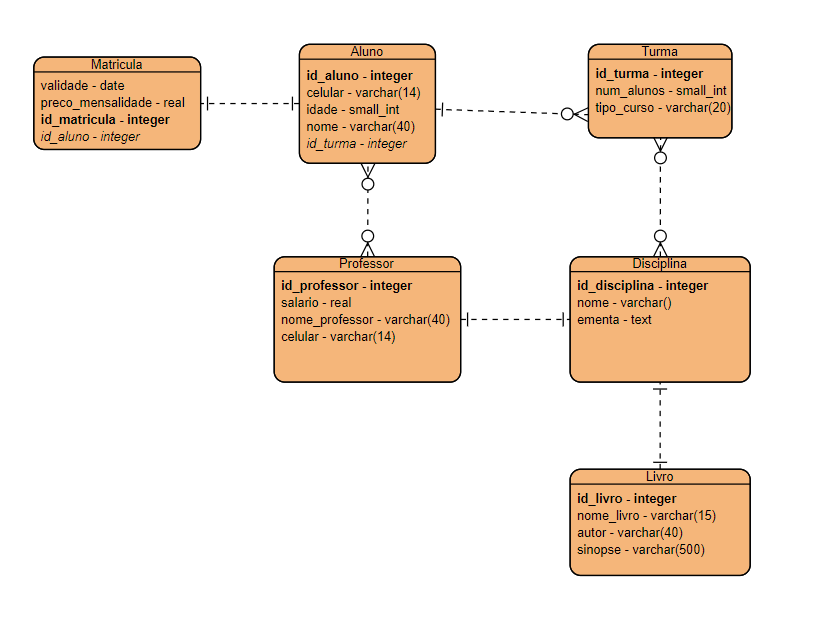 Matricula
validade - date
preco_mensalidade - real
id_matricula - integer
id_aluno - integer
Aluno
id_aluno - integer
celular - varchar(14)
idade - small_int
nome - varchar(40)
id_turma - integer
Turma
id_turma - integer
num_alunos - small_int
tipo_curso - varchar(20)
Professor
id_professor - integer
salario - real
nome_professor - varchar(40)
celular - varchar(14)
Disciplina
id_disciplina - integer
nome - varchar()
ementa - text
Livro
id_livro - integer
nome_livro - varchar(15)
autor - varchar(40)
sinopse - varchar(500)